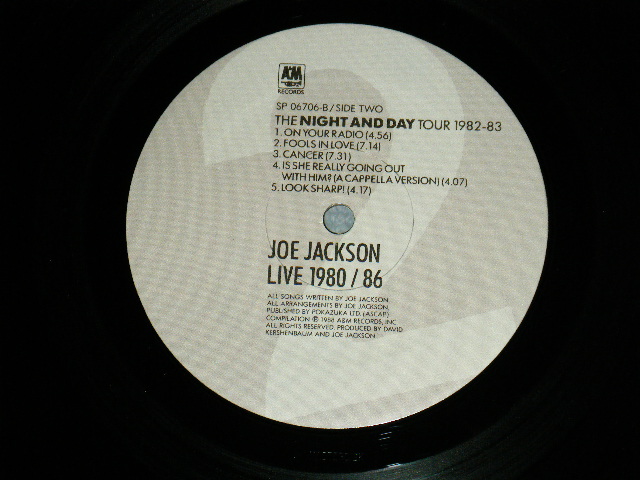 A&M
RECORDS
SP 06706-B/SIDE TWO
THE NIGHT AND DAY TOUR 1982-83
1. ON YOUR RADIO (4.56)
2. FOOLS IN LOVE (7.14)
3. CANCER (7.31)
4. IS SHE REALLY GOING OUT
WITH HIM? (A CAPPELLA VERSION) (4.07)
5. LOOK SHARP! (4.17)
JOE JACKSON
LIVE 1980 / 86
ALL SONGS WRITTEN BY JOE JACKSON.
ALL ARRANGEMENTS BY JOE JACKSON.
PUBLISHED BY POKAZUKA LTD. (ASCAP)
COMPILATION ℗ 1988 A&M RECORDS, INC.
ALL RIGHTS RESERVED. PRODUCED BY DAVID
KERSHENBAUM AND JOE JACKSON.